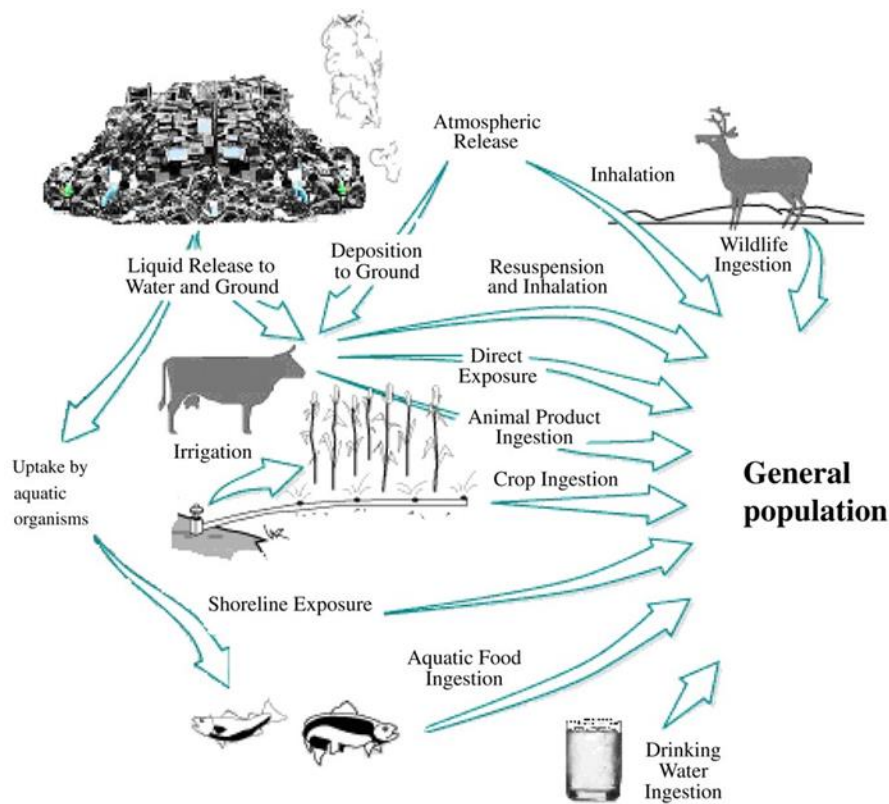 Atmospheric
Release
Inhalation
Wildlife
Ingestion
Deposition
to Ground
Liquid Release to
Water and Ground
Resuspension
and Inhalation
Direct
Exposure
Animal Product
Ingestion
Irrigation
Crop Ingestion
Uptake by
aquatic
organisms
General
population
Shoreline Exposure
Aquatic Food
Ingestion
Drinking
Water
Ingestion